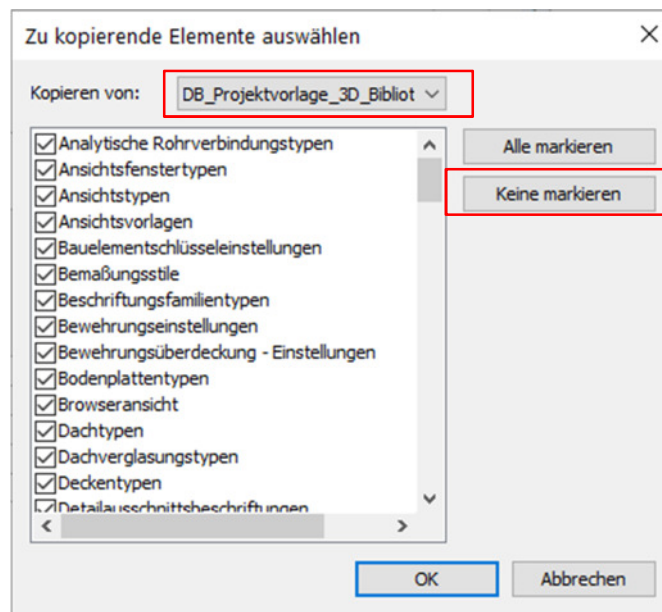 Zu kopierende Elemente auswählen
Kopieren von: DB_Projektvorlage_3D_Bibliot
Alle markieren
Keine markieren
Analytische Rohrverbindungstypen
Ansichtsfenstertypen
Ansichtstypen
Ansichtsvorlagen
Bauelementschlüsseleinstellungen
Bemaßungsstile
Beschriftungsfamilientypen
Bewehrungseinstellungen
Bewehrungsüberdeckung - Einstellungen
Bodenplattentypen
Browseransicht
Dachtypen
Dachverglasungstypen
Deckentypen
Detailausschnittsbeschriftungen
OK Abbrechen